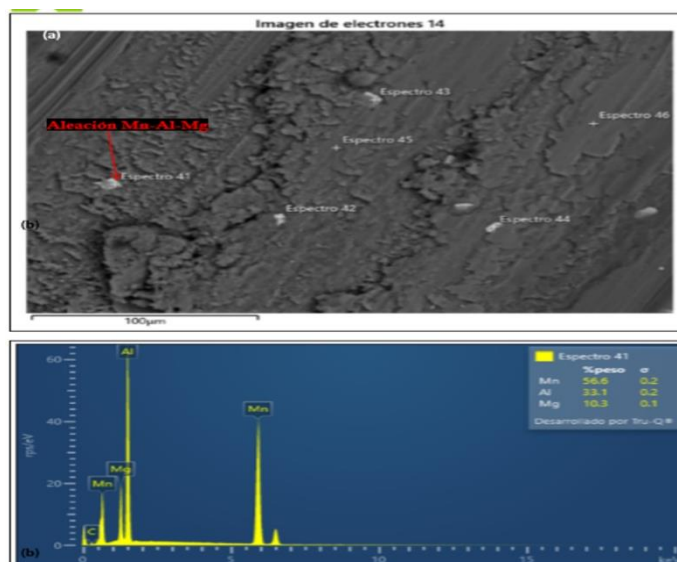 Imagen de electrones 14
(a)
Espectro 43
Espectro 46
Aleación Mn-Al-Mg
Espectro 45
Espectro 41
(b)
Espectro 42
Espectro 44
100µm
60
Al
Espectro 41
%peso σ
Mn 56.6 0.2
Al 33.1 0.2
Mg 10.3 0.1
Desarrollado por Tru-Q®
40
Mn
rps/eV
20
Mg
Mn
C
0
(b)
0 5 10 15
keV